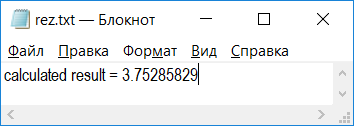 rez.txt — Блокнот
Файл Правка Формат Вид Справка
calculated result = 3.75285829